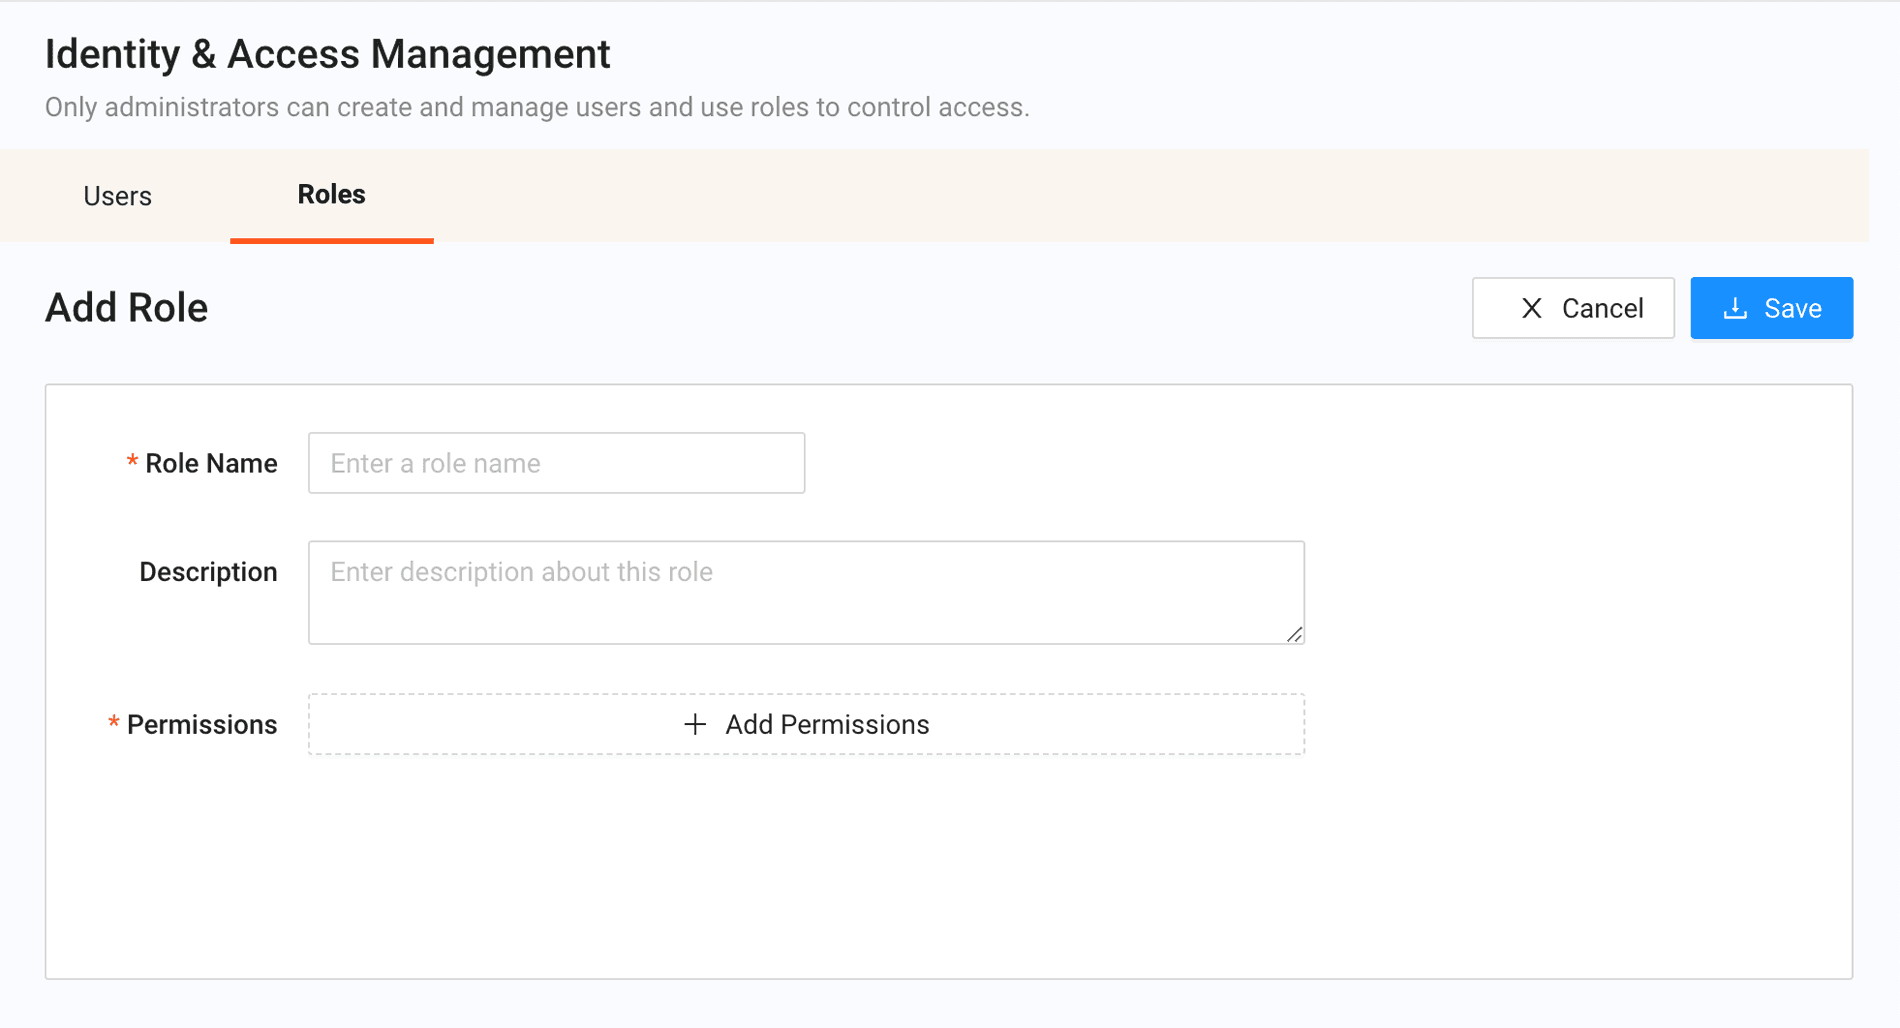 Identity & Access Management
Only administrators can create and manage users and use roles to control access.
Users Roles
Add Role
Cancel Save
* Role Name Enter a role name
Description Enter description about this role
* Permissions + Add Permissions